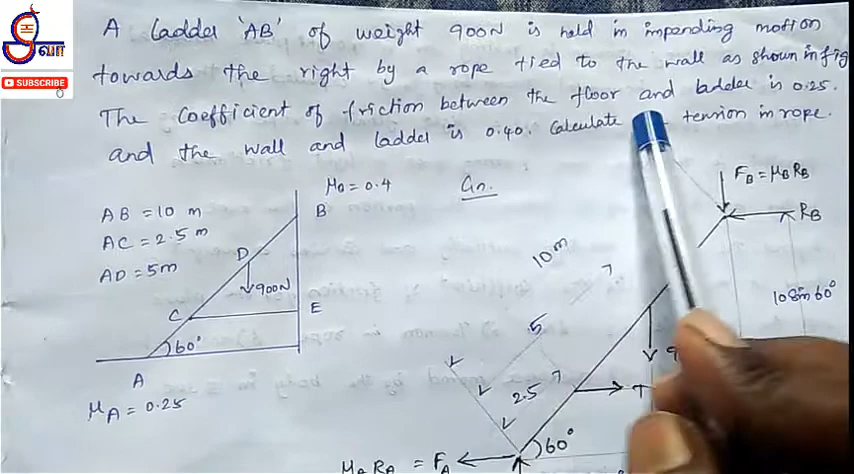 சிவா
SUBSCRIBE
A ladder 'AB' of weight 900N is held in impending motion
towards the right by a rope tied to the wall as shown in fig
The coefficient of friction between the floor and ladder is 0.25.
and the wall and ladder is 0.40. Calculate tension in rope.
μB = 0.4
Gn.
AB = 10 m
AC = 2.5 m
AD = 5m
B
D
900N
C
E
60°
A
μA = 0.25
FB = μB RB
RB
10m
10 Sin 60°
5
2.5
T
60°
μA RA = FA